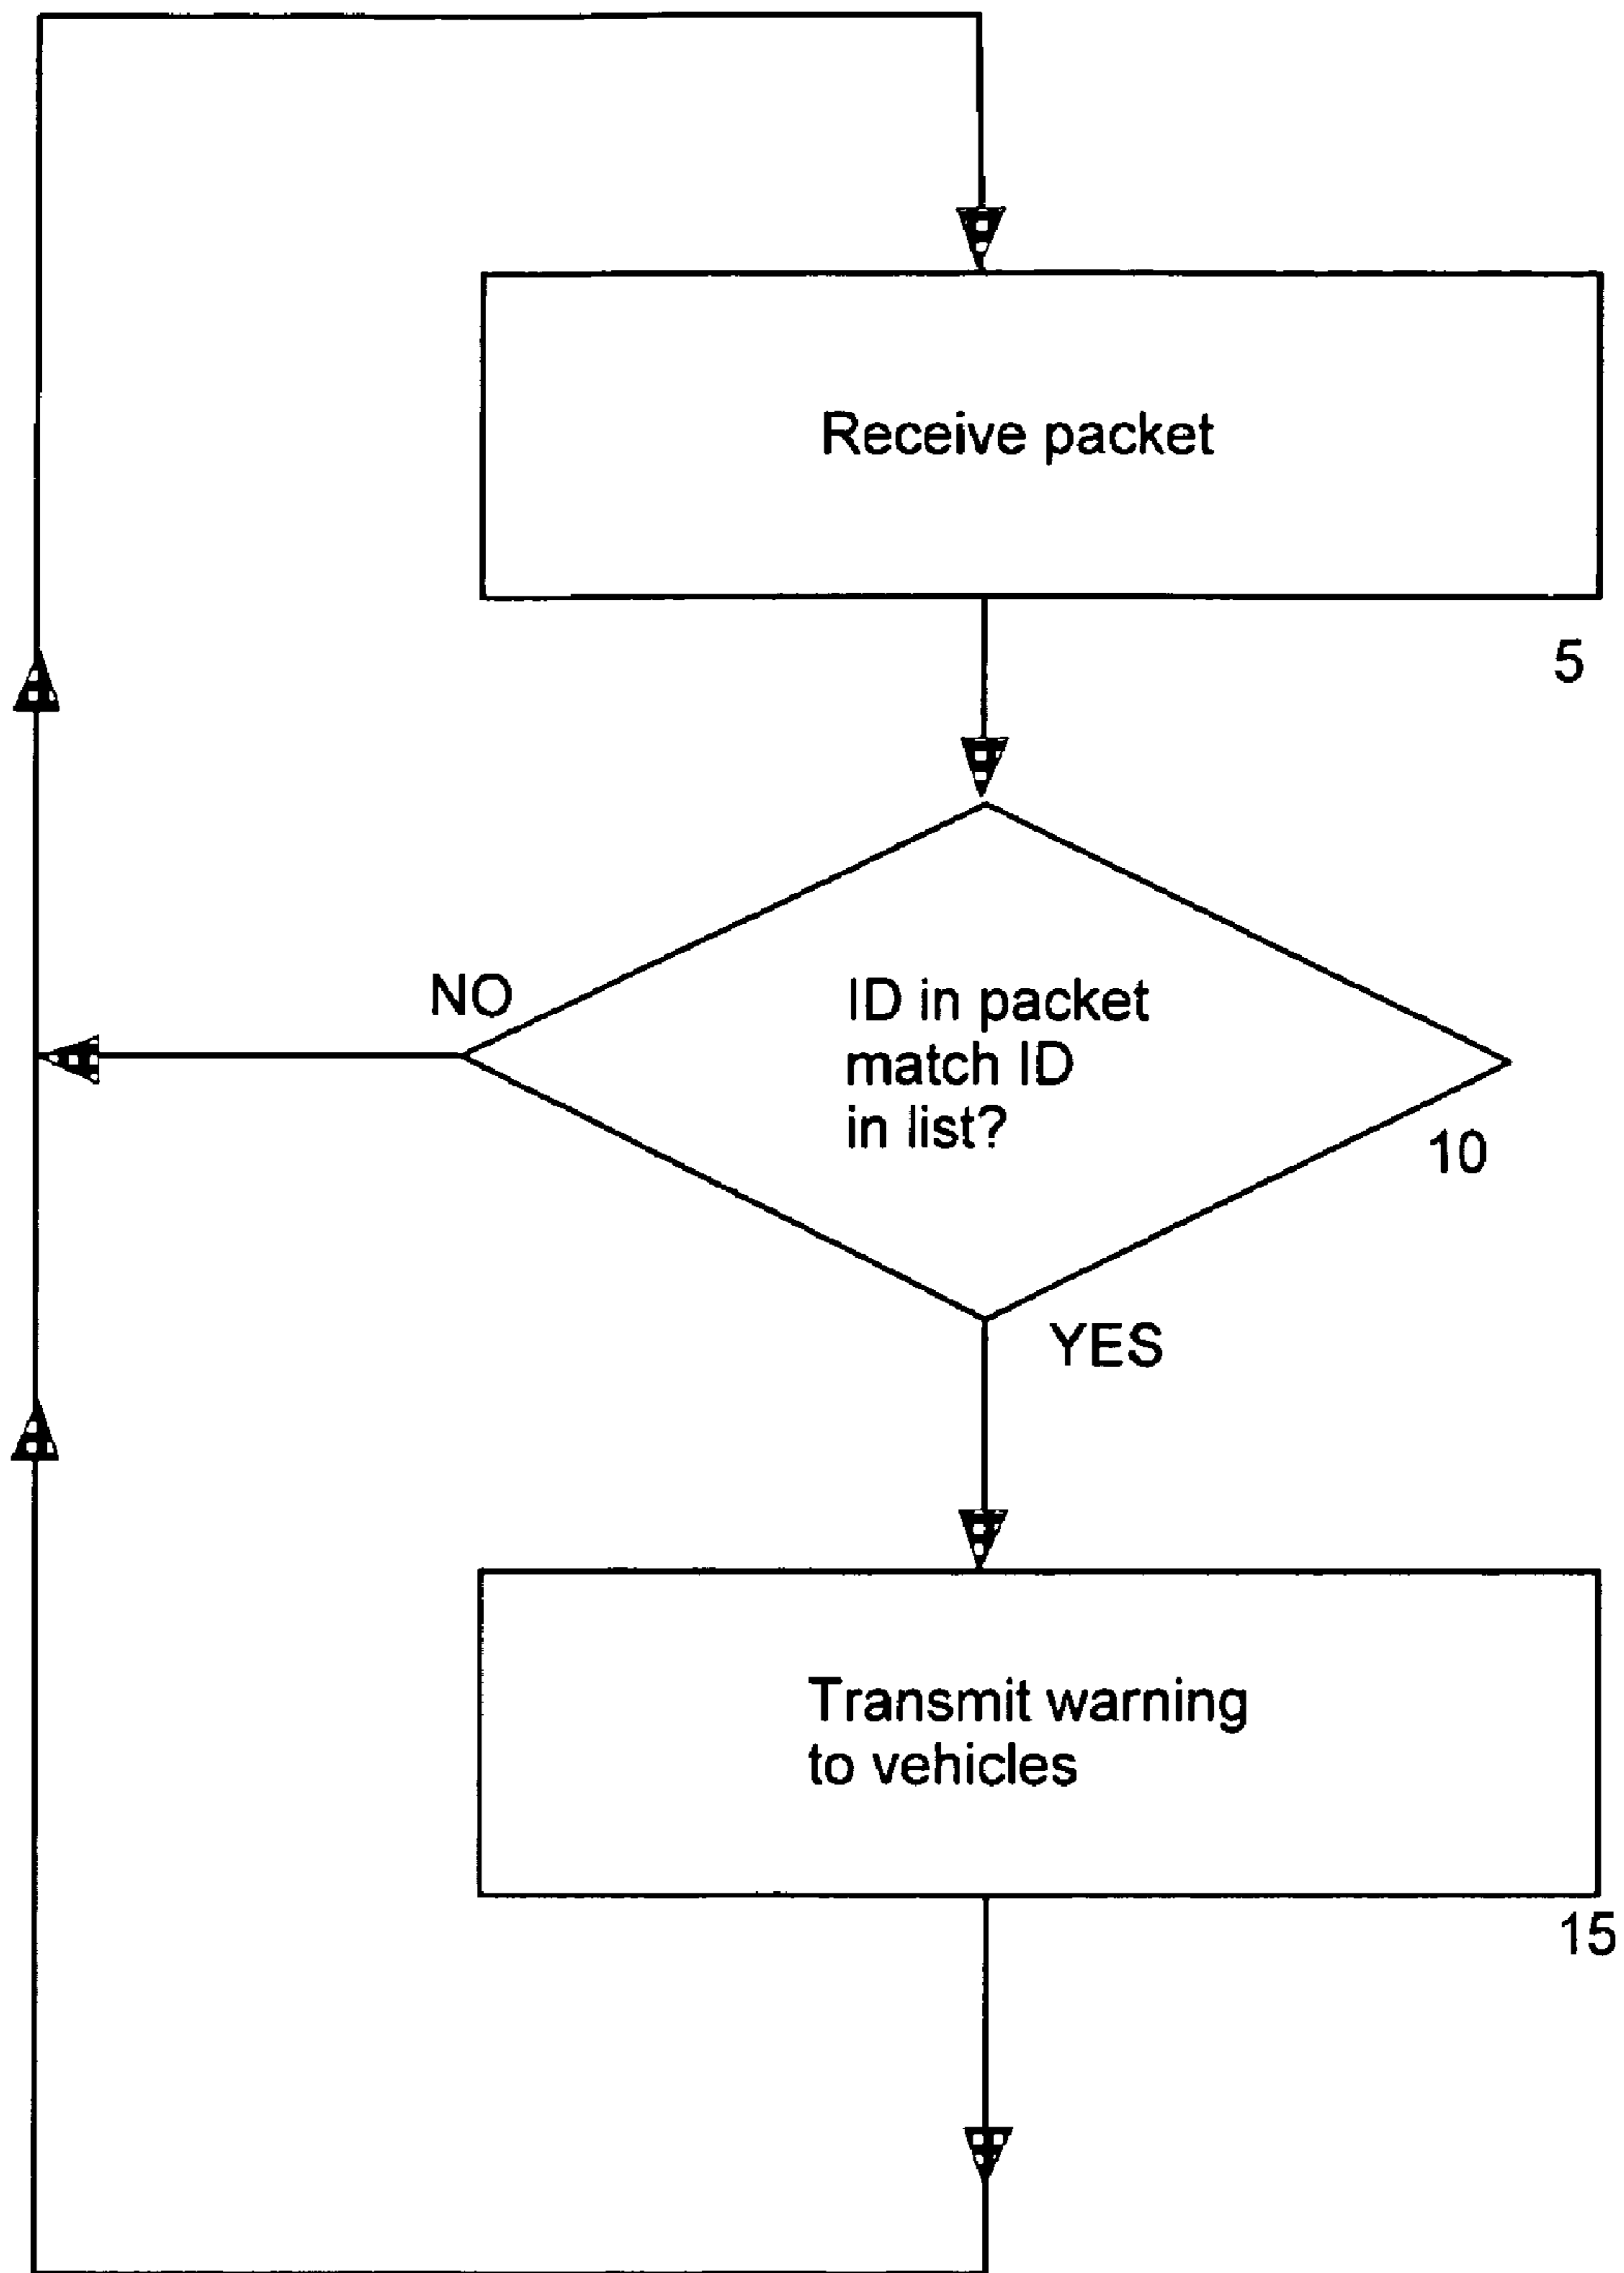 Receive packet
5
NO
ID in packet
match ID
in list?
10
YES
Transmit warning
to vehicles
15